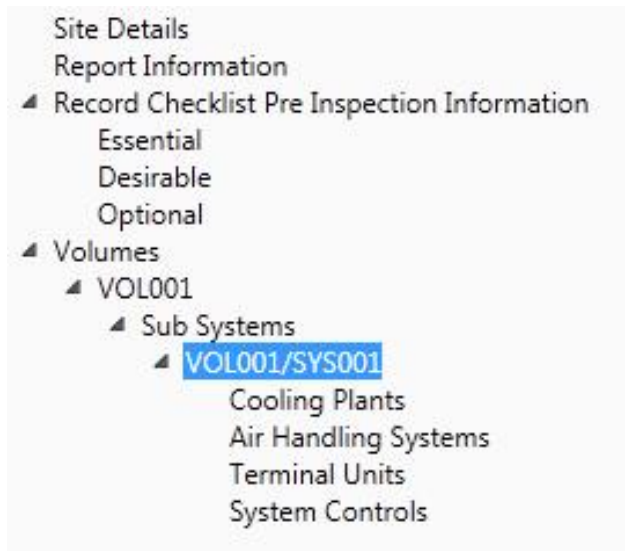 Site Details
Report Information
Record Checklist Pre Inspection Information
Essential
Desirable
Optional
Volumes
VOL001
Sub Systems
VOL001/SYS001
Cooling Plants
Air Handling Systems
Terminal Units
System Controls